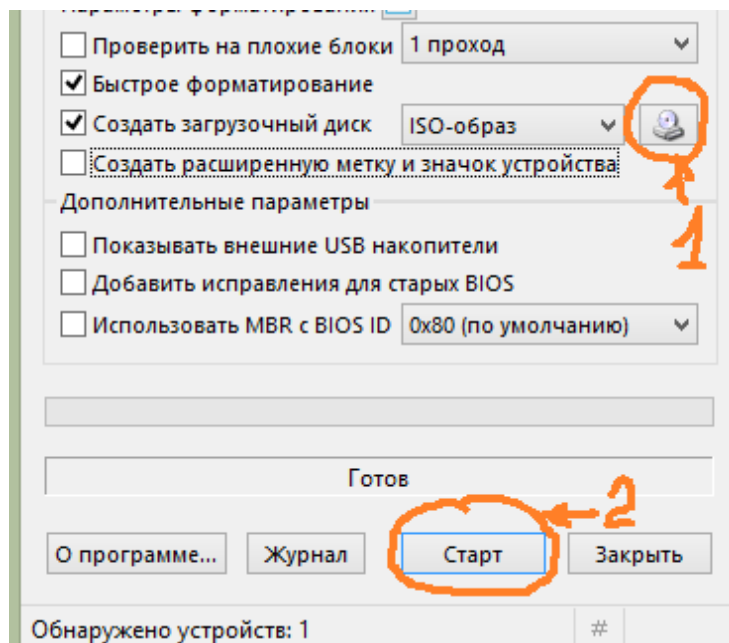 Параметры форматирования
Проверить на плохие блоки 1 проход
Быстрое форматирование
Создать загрузочный диск ISO-образ
Создать расширенную метку и значок устройства
1
Дополнительные параметры
Показывать внешние USB накопители
Добавить исправления для старых BIOS
Использовать MBR с BIOS ID 0x80 (по умолчанию)
Готов
2
О программе... Журнал Старт Закрыть
Обнаружено устройств: 1 #